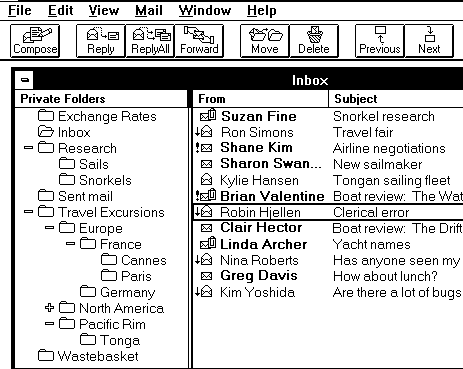 File Edit View Mail Window Help
Compose Reply ReplyAll Forward Move Delete Previous Next
Inbox
Private Folders From Subject
Exchange Rates
Inbox
Research
Sails
Snorkels
Sent mail
Travel Excursions
Europe
France
Cannes
Paris
Germany
North America
Pacific Rim
Tonga
Wastebasket
Suzan Fine Snorkel research
Ron Simons Travel fair
Shane Kim Airline negotiations
Sharon Swan... New sailmaker
Kylie Hansen Tongan sailing fleet
Brian Valentine Boat review: The Wat
Robin Hjellen Clerical error
Clair Hector Boat review: The Drift
Linda Archer Yacht names
Nina Roberts Has anyone seen my
Greg Davis How about lunch?
Kim Yoshida Are there a lot of bugs